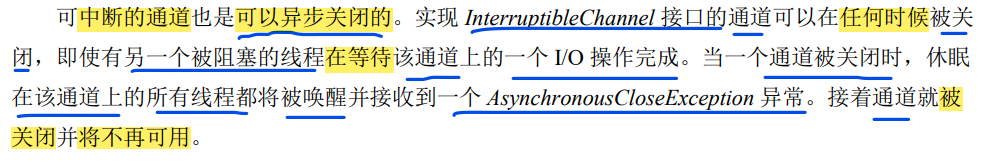 可中断的通道也是可以异步关闭的。实现 InterruptibleChannel 接口的通道可以在任何时候被关
闭，即使有另一个被阻塞的线程在等待该通道上的一个 I/O 操作完成。当一个通道被关闭时，休眠
在该通道上的所有线程都将被唤醒并接收到一个 AsynchronousCloseException 异常。接着通道就被
关闭并将不再可用。